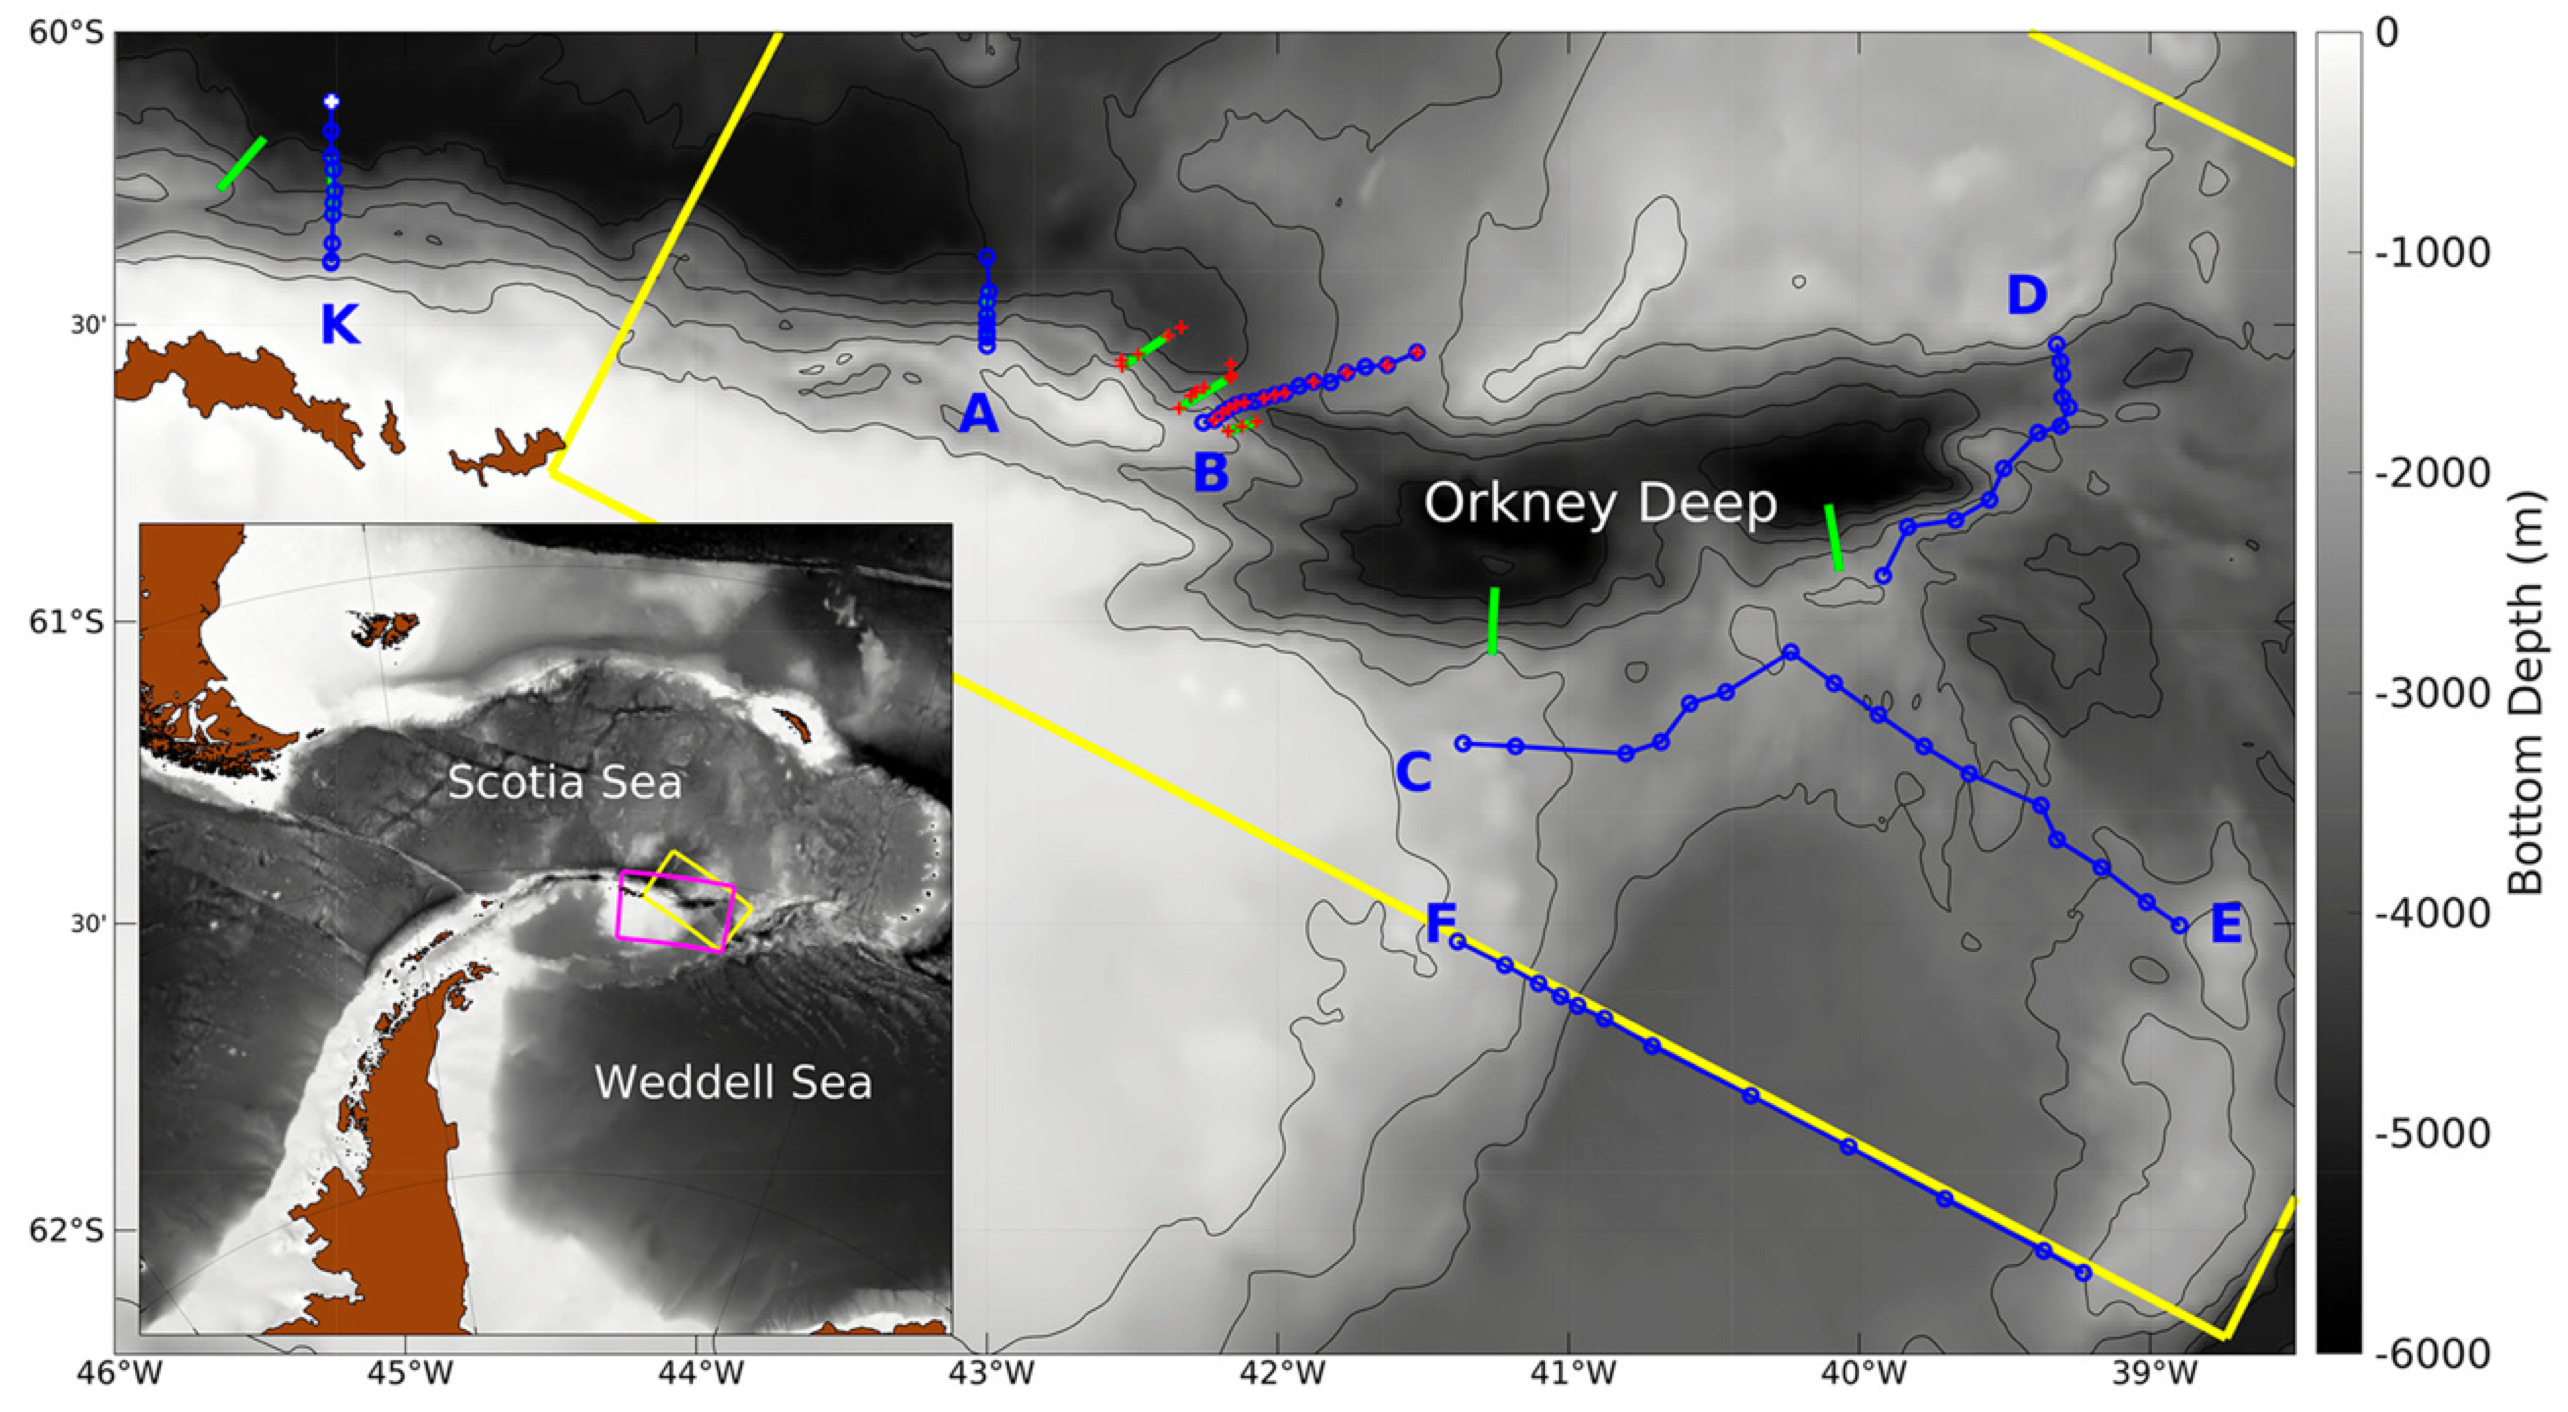 60°S
0
-1000
D
30'
K
A
B
-2000
Orkney Deep
61°S
-3000
C
Scotia Sea
Bottom Depth (m)
30'
F
E
-4000
Weddell Sea
-5000
62°S
-6000
46°W 45°W 44°W 43°W 42°W 41°W 40°W 39°W